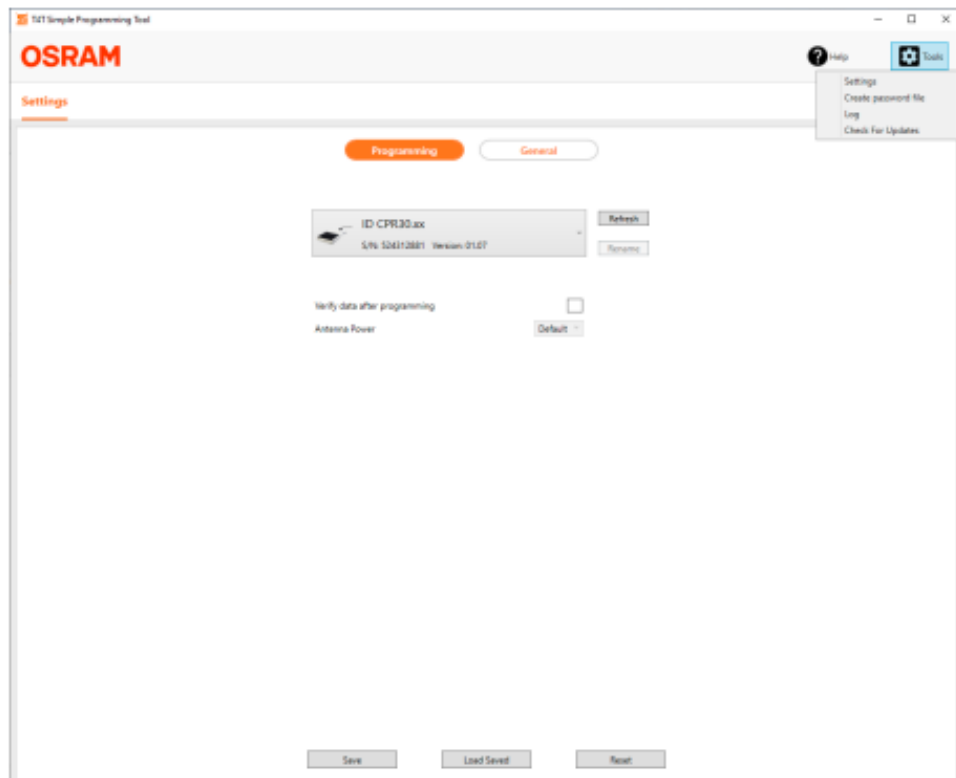 T4T Simple Programming Tool
OSRAM
Help
Tools
Settings
Create password file
Log
Check For Updates
Settings
Programming
General
ID CPR30.ax
S/N: 524312881 Version: 01.07
Refresh
Rename
Verify data after programming
Antenna Power
Default
Save
Load Saved
Reset